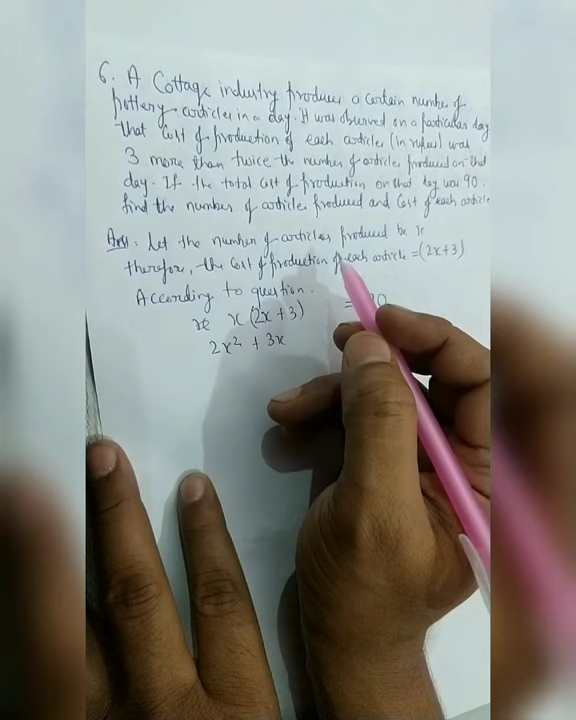 6. A Cottage industry produces a certain number of
pottery articles in a day. It was observed on a particular day
that cost of production of each articles (in rupees) was
3 more than twice the number of articles produced on that
day. If the total cost of production on that day was 90.
find the number of articles produced and cost of each article
Ans: Let the number of articles produced be x
therefore, the cost of production of each article = (2x+3)
According to question.
x (2x+3) = 90
2x² + 3x